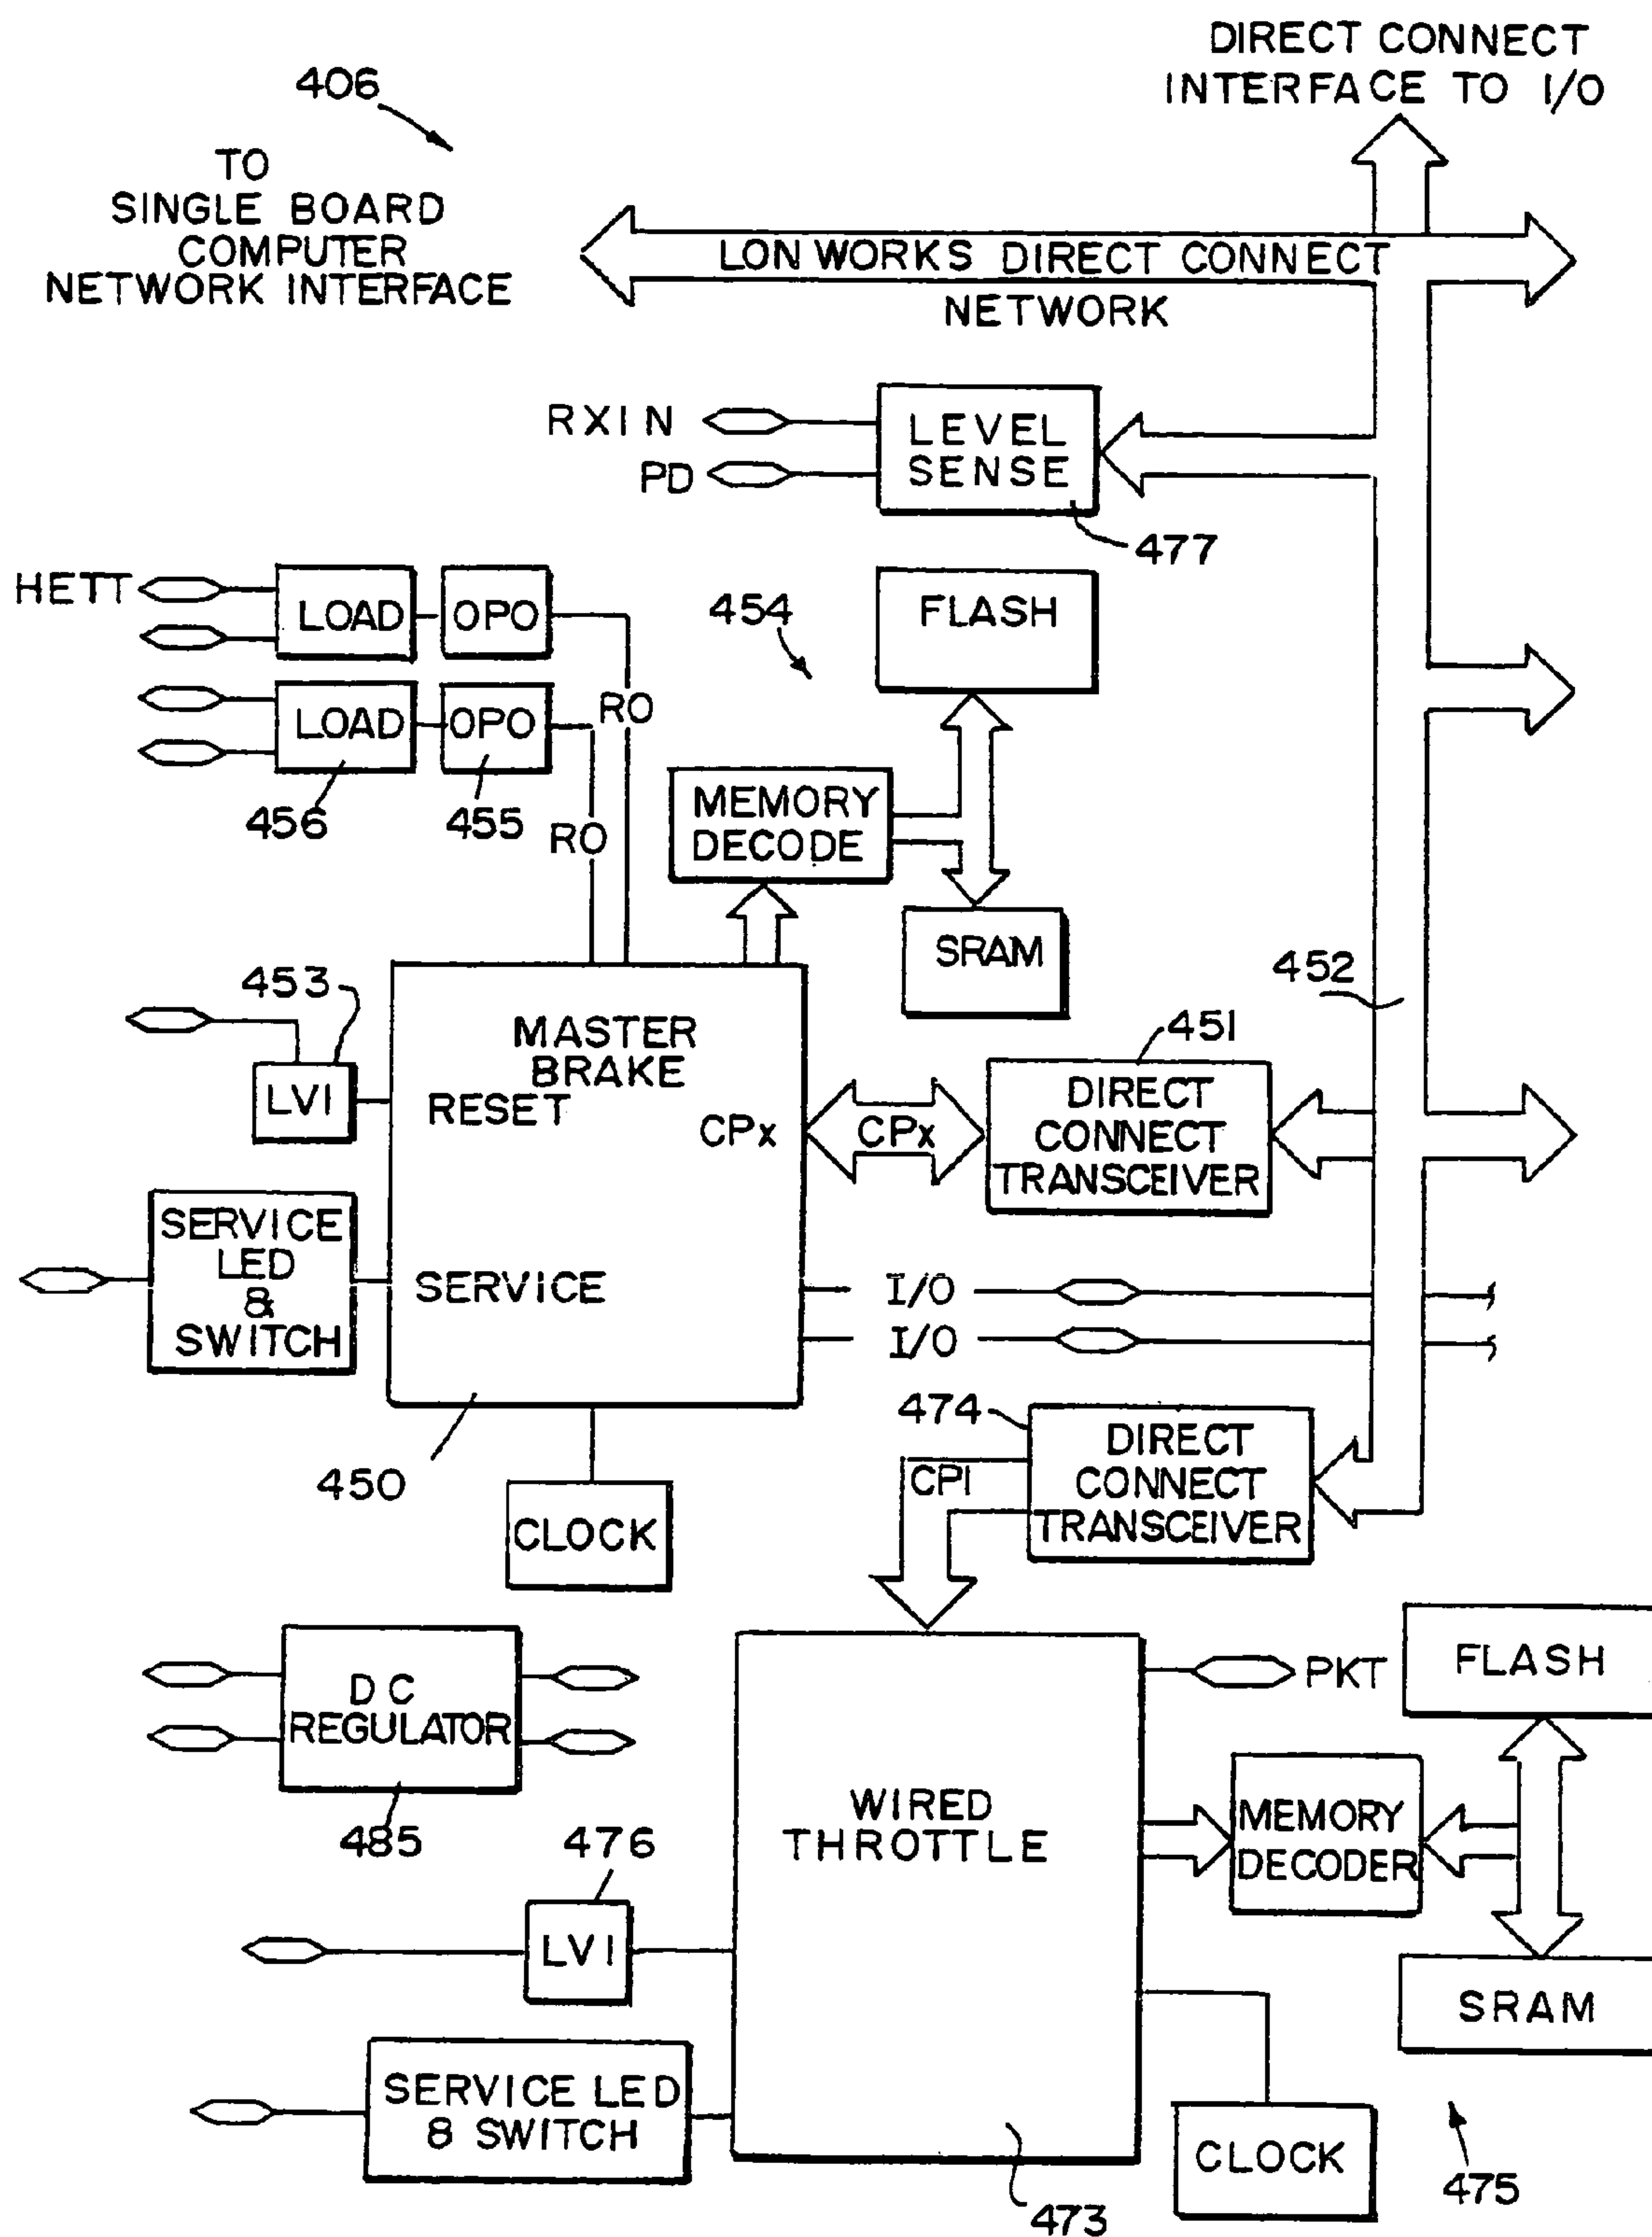 DIRECT CONNECT
INTERFACE TO I/O
406
TO
SINGLE BOARD
COMPUTER
NETWORK INTERFACE
LON WORKS DIRECT CONNECT
NETWORK
RXIN
PD
LEVEL
SENSE
477
HETT
LOAD
OPO
454
FLASH
LOAD
OPO
RO
456
455
RO
MEMORY
DECODE
SRAM
453
452
LVI
MASTER
BRAKE
RESET
CPx
CPx
451
DIRECT
CONNECT
TRANSCEIVER
SERVICE
LED
&
SWITCH
SERVICE
I/O
I/O
450
CLOCK
474
CPI
DIRECT
CONNECT
TRANSCEIVER
DC
REGULATOR
485
PKT
FLASH
WIRED
THROTTLE
MEMORY
DECODER
476
LVI
SRAM
SERVICE LED
& SWITCH
CLOCK
473
475